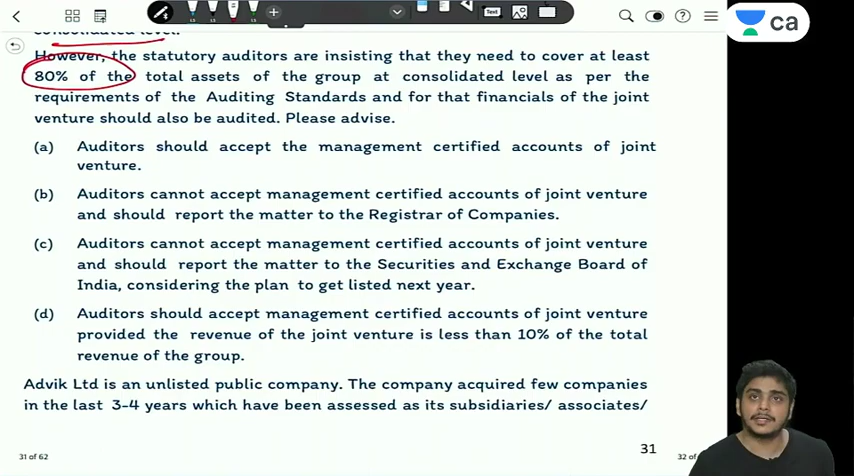 consolidated level.
However, the statutory auditors are insisting that they need to cover at least
80% of the total assets of the group at consolidated level as per the
requirements of the Auditing Standards and for that financials of the joint
venture should also be audited. Please advise.
(a) Auditors should accept the management certified accounts of joint
venture.
(b) Auditors cannot accept management certified accounts of joint venture
and should report the matter to the Registrar of Companies.
(c) Auditors cannot accept management certified accounts of joint venture
and should report the matter to the Securities and Exchange Board of
India, considering the plan to get listed next year.
(d) Auditors should accept management certified accounts of joint venture
provided the revenue of the joint venture is less than 10% of the total
revenue of the group.
Advik Ltd is an unlisted public company. The company acquired few companies
in the last 3-4 years which have been assessed as its subsidiaries/ associates/
31
31 of 62
32 of
Text
ca